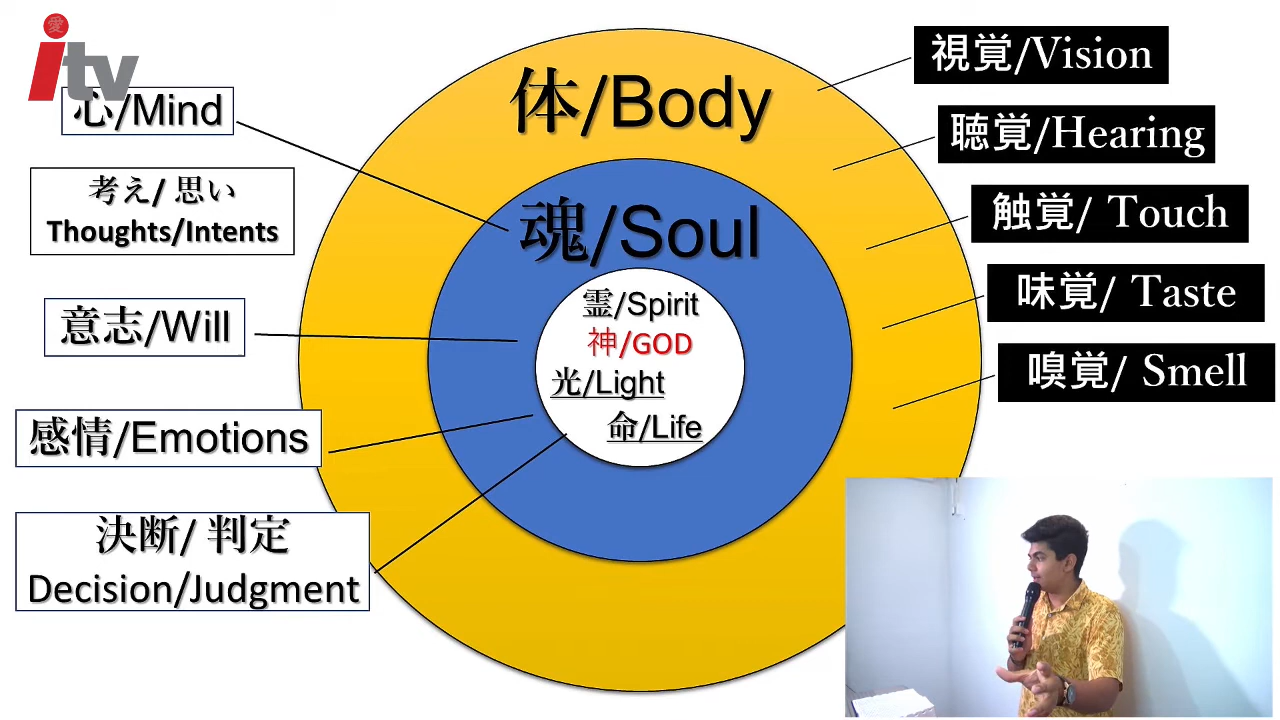 愛
itv
心/Mind
考え/ 思い
Thoughts/Intents
意志/Will
感情/Emotions
決断/ 判定
Decision/Judgment
体/Body
魂/Soul
霊/Spirit
神/GOD
光/Light
命/Life
視覚/Vision
聴覚/Hearing
触覚/ Touch
味覚/ Taste
嗅覚/ Smell